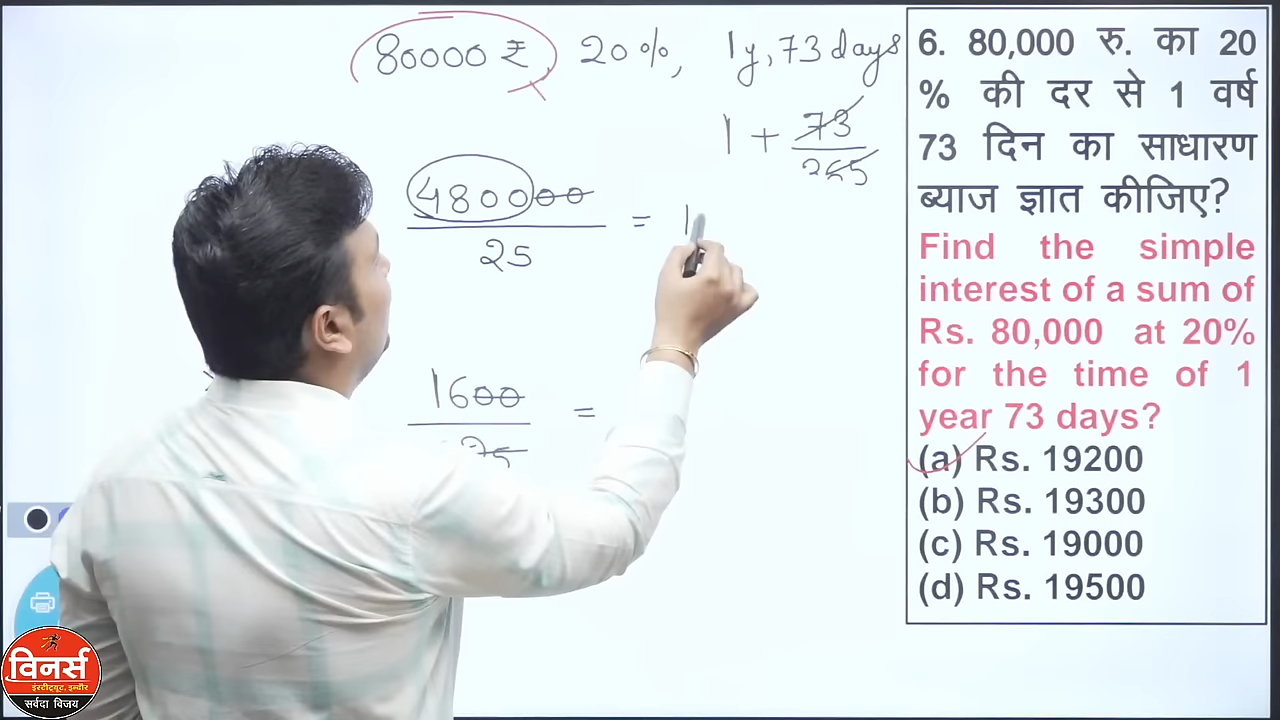 80000 ₹ 20%, 1y, 73 days
1 + 73
365
480000
25
= 1
1600
=
6. 80,000 रु. का 20
% की दर से 1 वर्ष
73 दिन का साधारण
ब्याज ज्ञात कीजिए?
Find the simple
interest of a sum of
Rs. 80,000 at 20%
for the time of 1
year 73 days?
(a) Rs. 19200
(b) Rs. 19300
(c) Rs. 19000
(d) Rs. 19500
विनर्स
इंस्टीट्यूट, इन्दौर
सर्वदा विजय